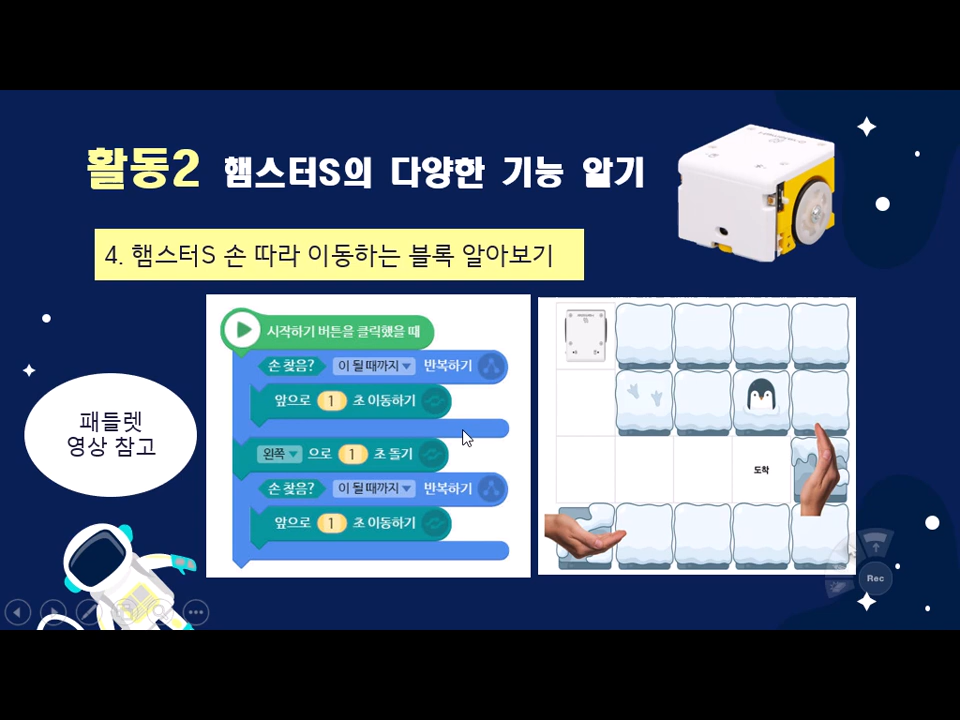 활동2 햄스터S의 다양한 기능 알기
4. 햄스터S 손 따라 이동하는 블록 알아보기
패들렛
영상 참고
시작하기 버튼을 클릭했을 때
손 찾음? 이 될 때까지 반복하기
앞으로 1 초 이동하기
왼쪽 으로 1 초 돌기
손 찾음? 이 될 때까지 반복하기
앞으로 1 초 이동하기
도착
Rec